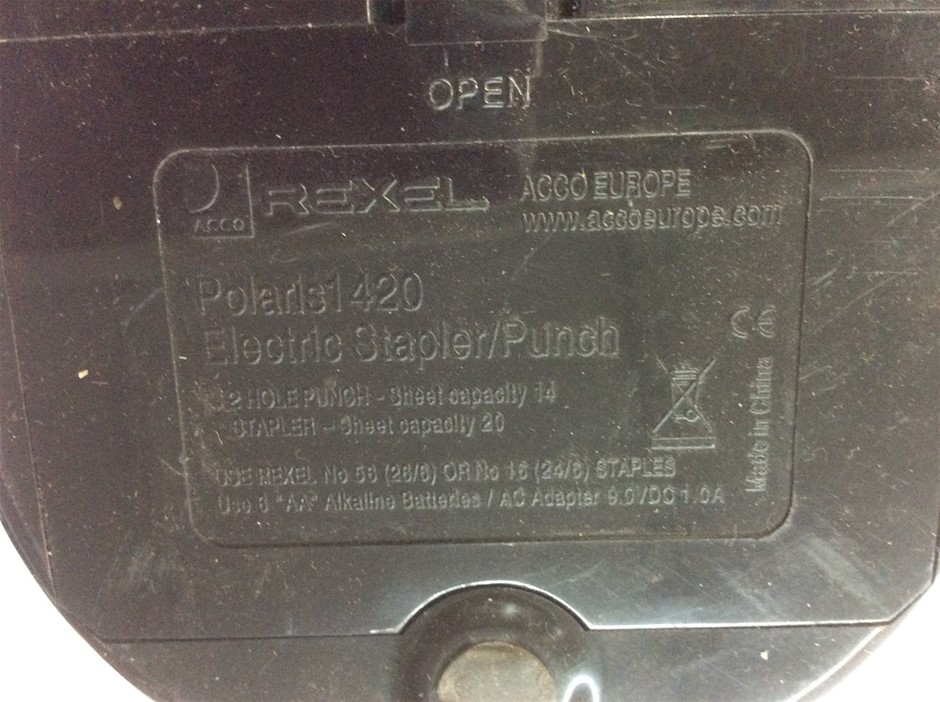 OPEN
ACCO
REXEL
ACCO EUROPE
www.accoeurope.com
Polaris1420
Electric Stapler/Punch
2 HOLE PUNCH - Sheet capacity 14
STAPLER - Sheet capacity 20
USE REXEL No 56 (26/6) OR No 16 (24/6) STAPLES
Use 6 "AA" Alkaline Batteries / AC Adapter 9.0VDC 1.0A
CE
Made in China